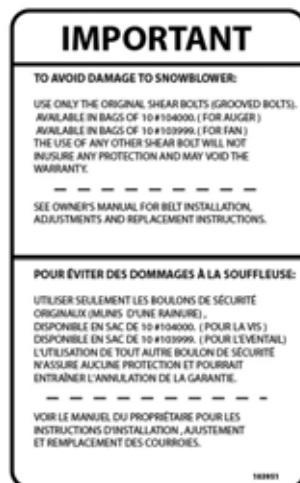 IMPORTANT
TO AVOID DAMAGE TO SNOWBLOWER:
USE ONLY THE ORIGINAL SHEAR BOLTS (GROOVED BOLTS).
AVAILABLE IN BAGS OF 10 #104000. ( FOR AUGER )
AVAILABLE IN BAGS OF 10 #103999. ( FOR FAN )
THE USE OF ANY OTHER SHEAR BOLT WILL NOT
INUSURE ANY PROTECTION AND MAY VOID THE
WARRANTY.
SEE OWNER'S MANUAL FOR BELT INSTALLATION,
ADJUSTMENTS AND REPLACEMENT INSTRUCTIONS.
POUR ÉVITER DES DOMMAGES À LA SOUFFLEUSE:
UTILISER SEULEMENT LES BOULONS DE SÉCURITÉ
ORIGINAUX (MUNIS D'UNE RAINURE) ,
DISPONIBLE EN SAC DE 10 #104000. ( POUR LA VIS )
DISPONIBLE EN SAC DE 10 #103999. ( POUR L'EVENTAIL)
L'UTILISATION DE TOUT AUTRE BOULON DE SÉCURITÉ
N'ASSURE AUCUNE PROTECTION ET POURRAIT
ENTRAÎNER L'ANNULATION DE LA GARANTIE.
VOIR LE MANUEL DU PROPRIÉTAIRE POUR LES
INSTRUCTIONS D'INSTALLATION , AJUSTEMENT
ET REMPLACEMENT DES COURROIES.
103951